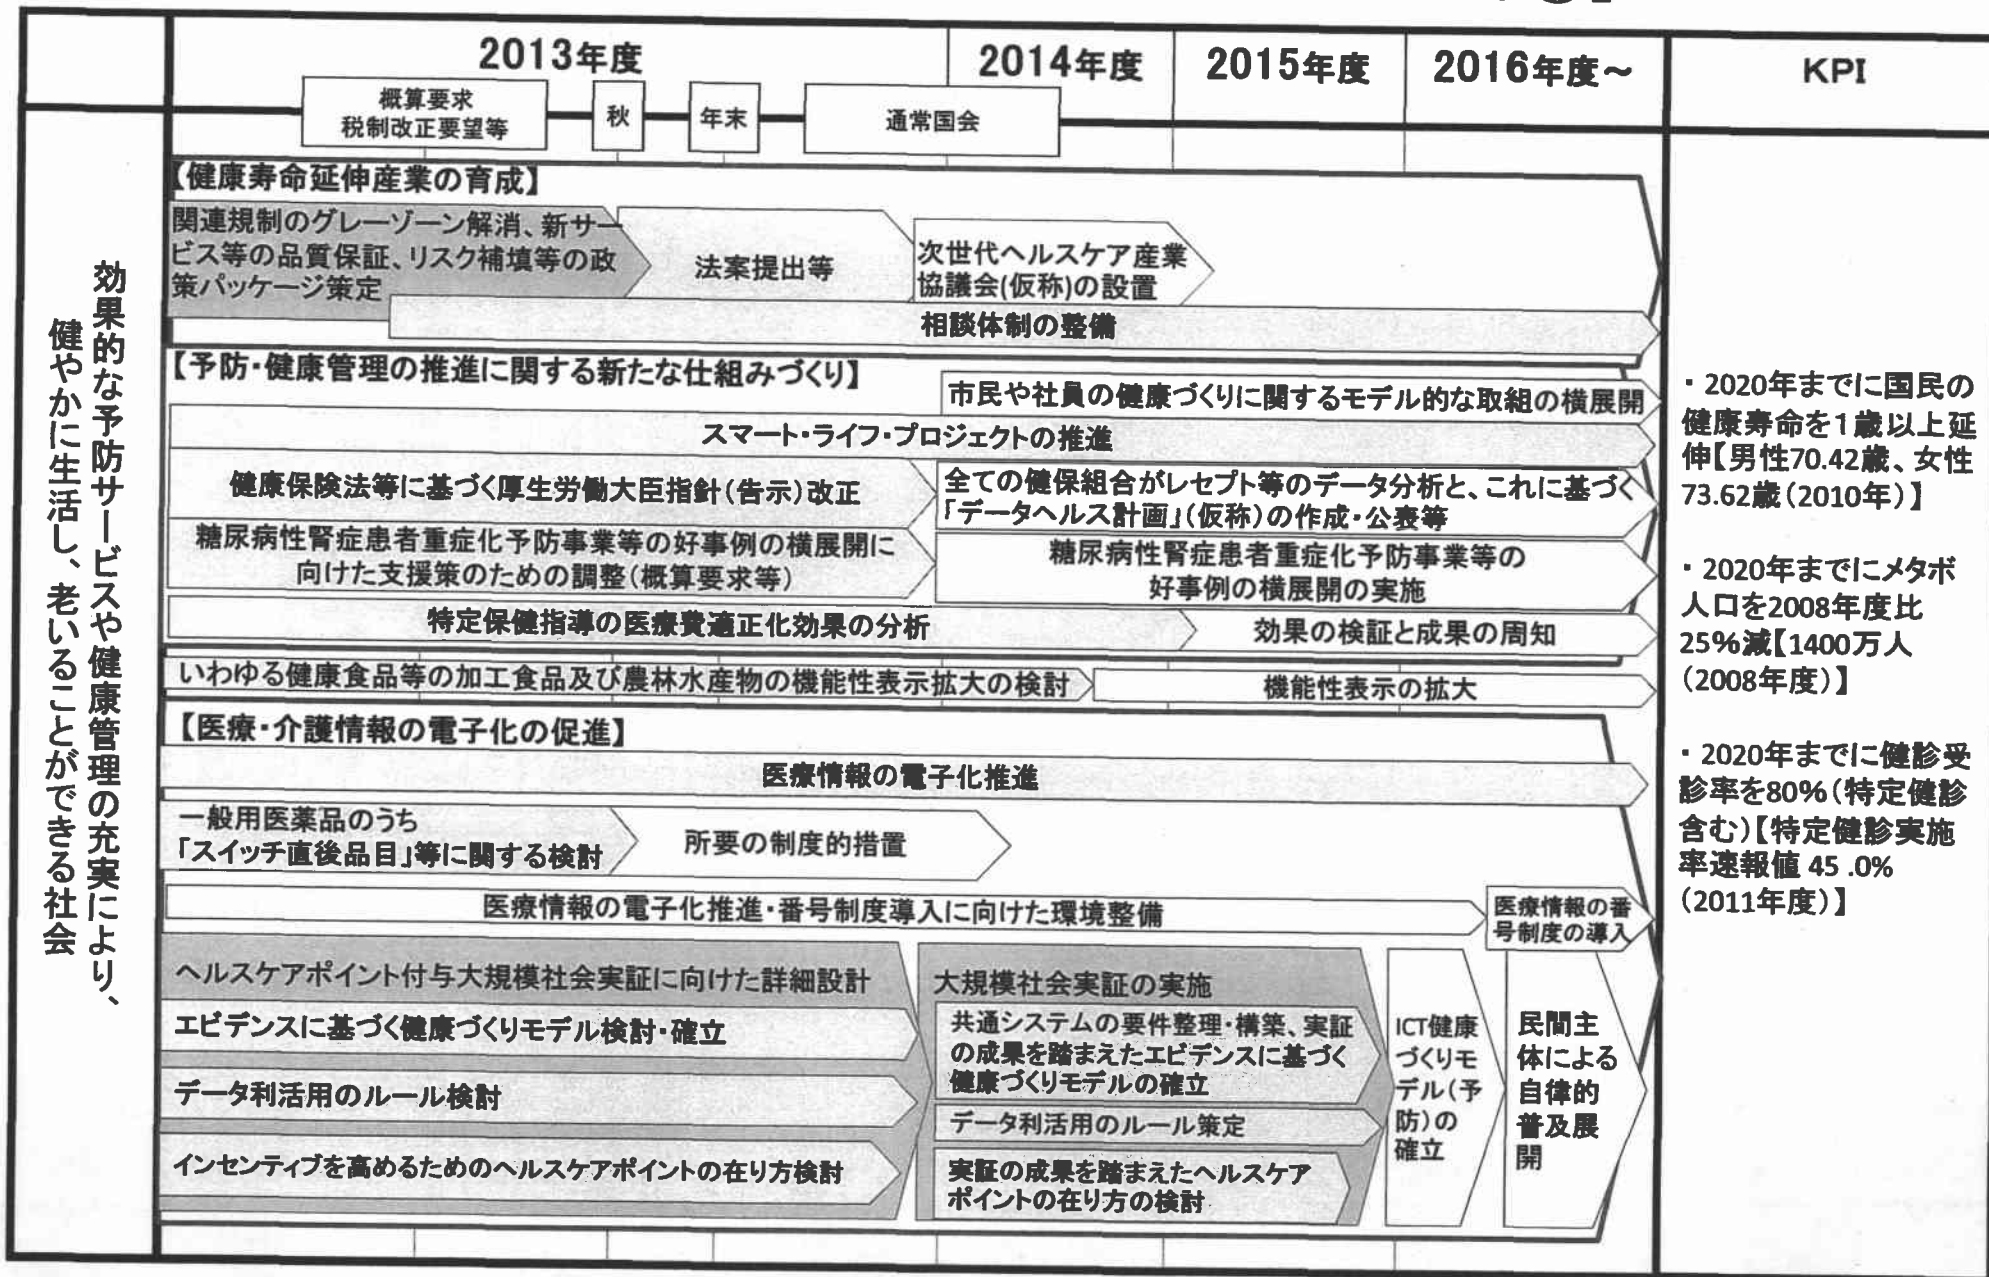 2013年度
2014年度
2015年度
2016年度～
KPI
概算要求
税制改正要望等
秋
年末
通常国会
効果的な予防サービスや健康管理の充実により、
健やかに生活し、老いることができる社会
【健康寿命延伸産業の育成】
関連規制のグレーゾーン解消、新サー
ビス等の品質保証、リスク補填等の政
策パッケージ策定
法案提出等
次世代ヘルスケア産業
協議会(仮称)の設置
相談体制の整備
【予防・健康管理の推進に関する新たな仕組みづくり】
市民や社員の健康づくりに関するモデル的な取組の横展開
スマート・ライフ・プロジェクトの推進
健康保険法等に基づく厚生労働大臣指針(告示)改正
全ての健保組合がレセプト等のデータ分析と、これに基づく
「データヘルス計画」(仮称)の作成・公表等
糖尿病性腎症患者重症化予防事業等の好事例の横展開に
向けた支援策のための調整(概算要求等)
糖尿病性腎症患者重症化予防事業等の
好事例の横展開の実施
特定保健指導の医療費適正化効果の分析
効果の検証と成果の周知
いわゆる健康食品等の加工食品及び農林水産物の機能性表示拡大の検討
機能性表示の拡大
【医療・介護情報の電子化の促進】
医療情報の電子化推進
一般用医薬品のうち
「スイッチ直後品目」等に関する検討
所要の制度的措置
医療情報の電子化推進・番号制度導入に向けた環境整備
医療情報の番
号制度の導入
ヘルスケアポイント付与大規模社会実証に向けた詳細設計
エビデンスに基づく健康づくりモデル検討・確立
データ利活用のルール検討
インセンティブを高めるためのヘルスケアポイントの在り方検討
大規模社会実証の実施
共通システムの要件整理・構築、実証
の成果を踏まえたエビデンスに基づく
健康づくりモデルの確立
データ利活用のルール策定
実証の成果を踏まえたヘルスケア
ポイントの在り方の検討
ICT健康
づくりモ
デル(予
防)の
確立
民間主
体による
自律的
普及展
開
・2020年までに国民の
健康寿命を1歳以上延
伸【男性70.42歳、女性
73.62歳(2010年)】
・2020年までにメタボ
人口を2008年度比
25%減【1400万人
(2008年度)】
・2020年までに健診受
診率を80%(特定健診
含む)【特定健診実施
率速報値 45 .0%
(2011年度)】